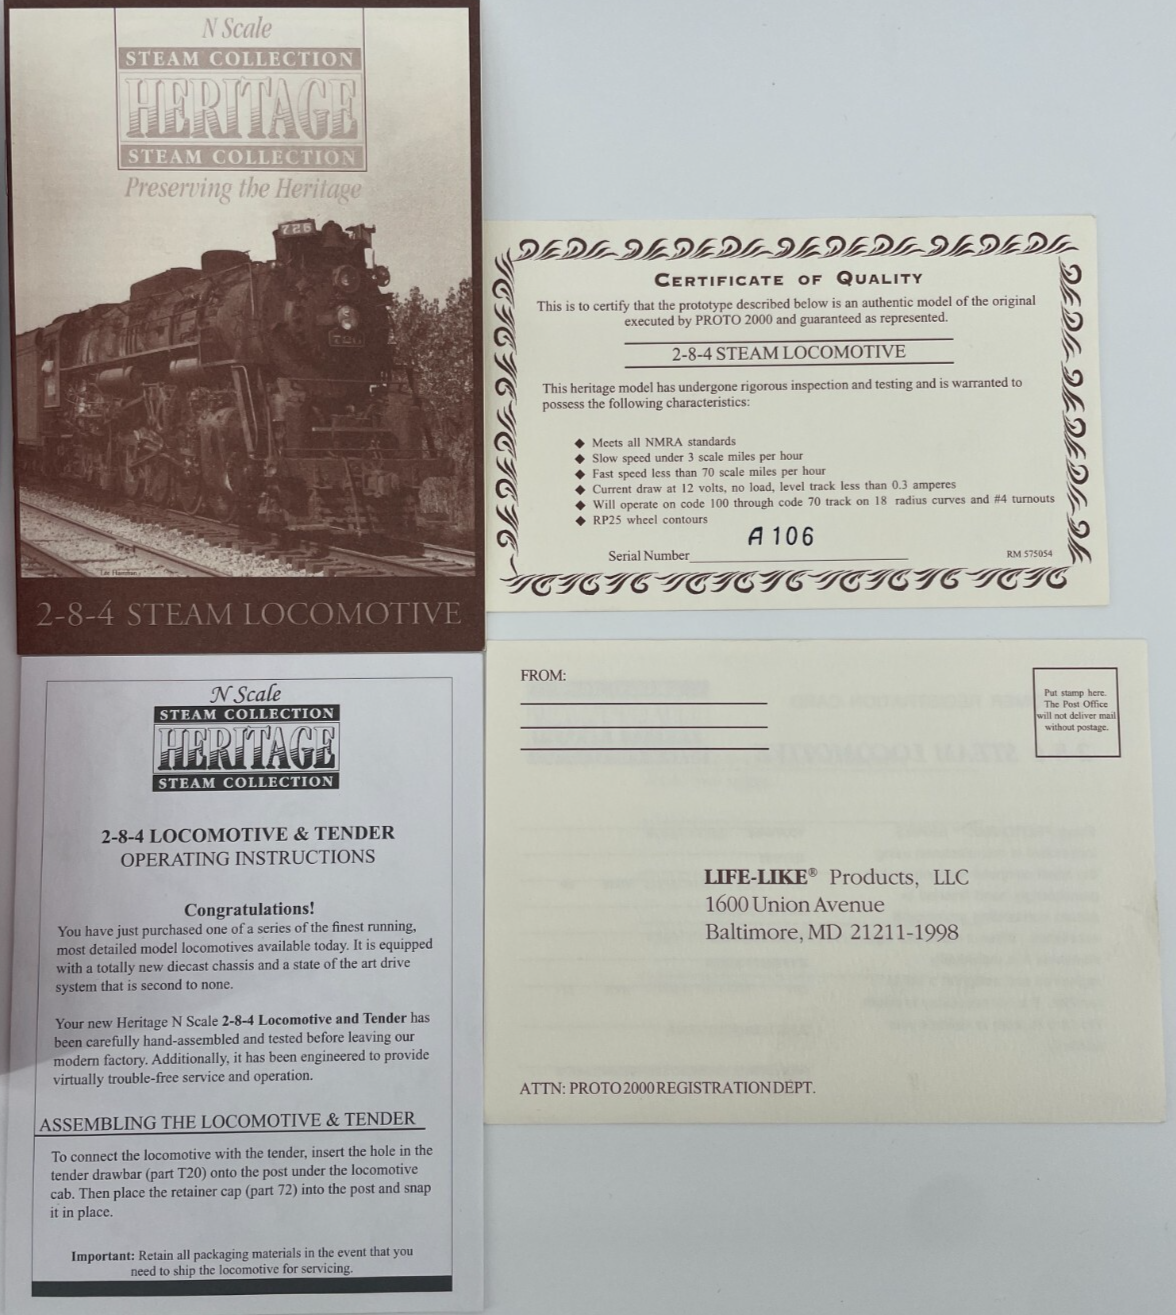 N Scale
STEAM COLLECTION
HERITAGE
STEAM COLLECTION
Preserving the Heritage
726
726
2-8-4 STEAM LOCOMOTIVE
CERTIFICATE OF QUALITY
This is to certify that the prototype described below is an authentic model of the original
executed by PROTO 2000 and guaranteed as represented.
2-8-4 STEAM LOCOMOTIVE
This heritage model has undergone rigorous inspection and testing and is warranted to
possess the following characteristics:
◆ Meets all NMRA standards
◆ Slow speed under 3 scale miles per hour
◆ Fast speed less than 70 scale miles per hour
◆ Current draw at 12 volts, no load, level track less than 0.3 amperes
◆ Will operate on code 100 through code 70 track on 18 radius curves and #4 turnouts
◆ RP25 wheel contours
A106
Serial Number
RM 575054
N Scale
STEAM COLLECTION
HERITAGE
STEAM COLLECTION
2-8-4 LOCOMOTIVE & TENDER
OPERATING INSTRUCTIONS
Congratulations!
You have just purchased one of a series of the finest running,
most detailed model locomotives available today. It is equipped
with a totally new diecast chassis and a state of the art drive
system that is second to none.
Your new Heritage N Scale 2-8-4 Locomotive and Tender has
been carefully hand-assembled and tested before leaving our
modern factory. Additionally, it has been engineered to provide
virtually trouble-free service and operation.
ASSEMBLING THE LOCOMOTIVE & TENDER
To connect the locomotive with the tender, insert the hole in the
tender drawbar (part T20) onto the post under the locomotive
cab. Then place the retainer cap (part 72) into the post and snap
it in place.
Important: Retain all packaging materials in the event that you
need to ship the locomotive for servicing.
FROM:
Put stamp here.
The Post Office
will not deliver mail
without postage.
LIFE-LIKE® Products, LLC
1600 Union Avenue
Baltimore, MD 21211-1998
ATTN: PROTO 2000 REGISTRATION DEPT.